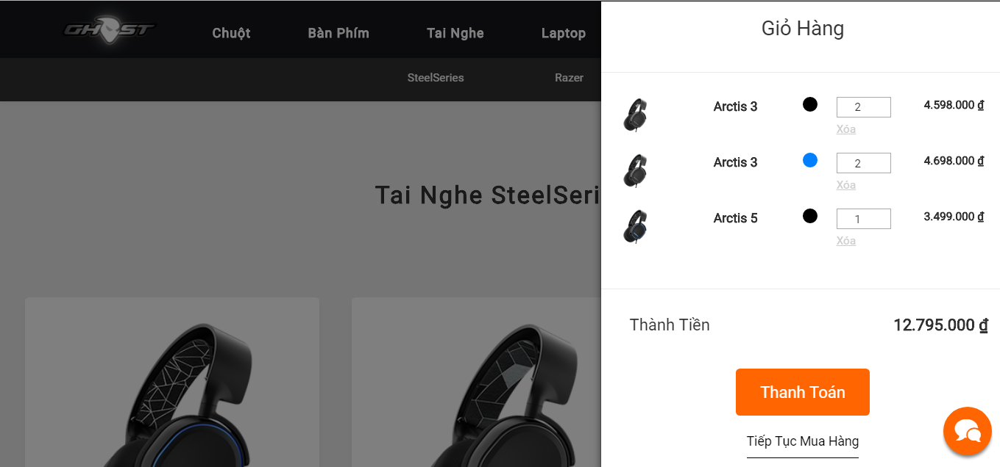 GHOST
Chuột
Bàn Phím
Tai Nghe
Laptop
SteelSeries
Razer
Tai Nghe SteelSeri
Giỏ Hàng
Arctis 3
2
4.598.000 ₫
Xóa
Arctis 3
2
4.698.000 ₫
Xóa
Arctis 5
1
3.499.000 ₫
Xóa
Thành Tiền
12.795.000 ₫
Thanh Toán
Tiếp Tục Mua Hàng